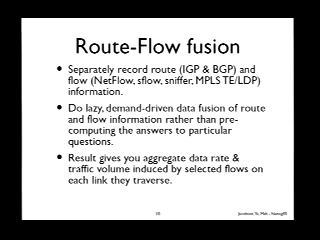 Route-Flow fusion
• Separately record route (IGP & BGP) and
flow (NetFlow, sflow, sniffer, MPLS TE/LDP)
information.
• Do lazy, demand-driven data fusion of route
and flow information rather than pre-
computing the answers to particular
questions.
• Result gives you aggregate data rate &
traffic volume induced by selected flows on
each link they traverse.